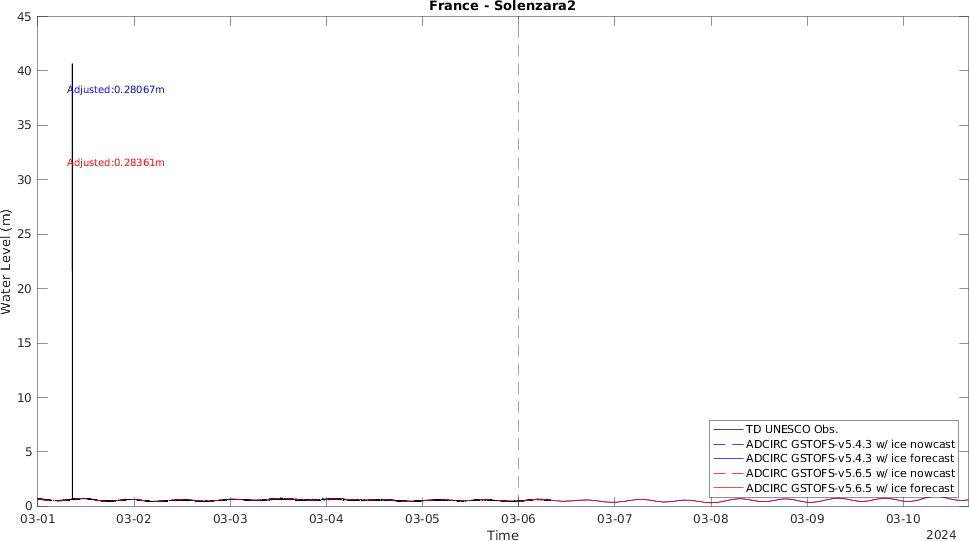 France - Solenzara2
45
40
35
30
25
20
15
10
5
0
Water Level (m)
Adjusted:0.28067m
Adjusted:0.28361m
TD UNESCO Obs.
ADCIRC GSTOFS-v5.4.3 w/ ice nowcast
ADCIRC GSTOFS-v5.4.3 w/ ice forecast
ADCIRC GSTOFS-v5.6.5 w/ ice nowcast
ADCIRC GSTOFS-v5.6.5 w/ ice forecast
03-01 03-02 03-03 03-04 03-05 03-06 03-07 03-08 03-09 03-10
Time
2024